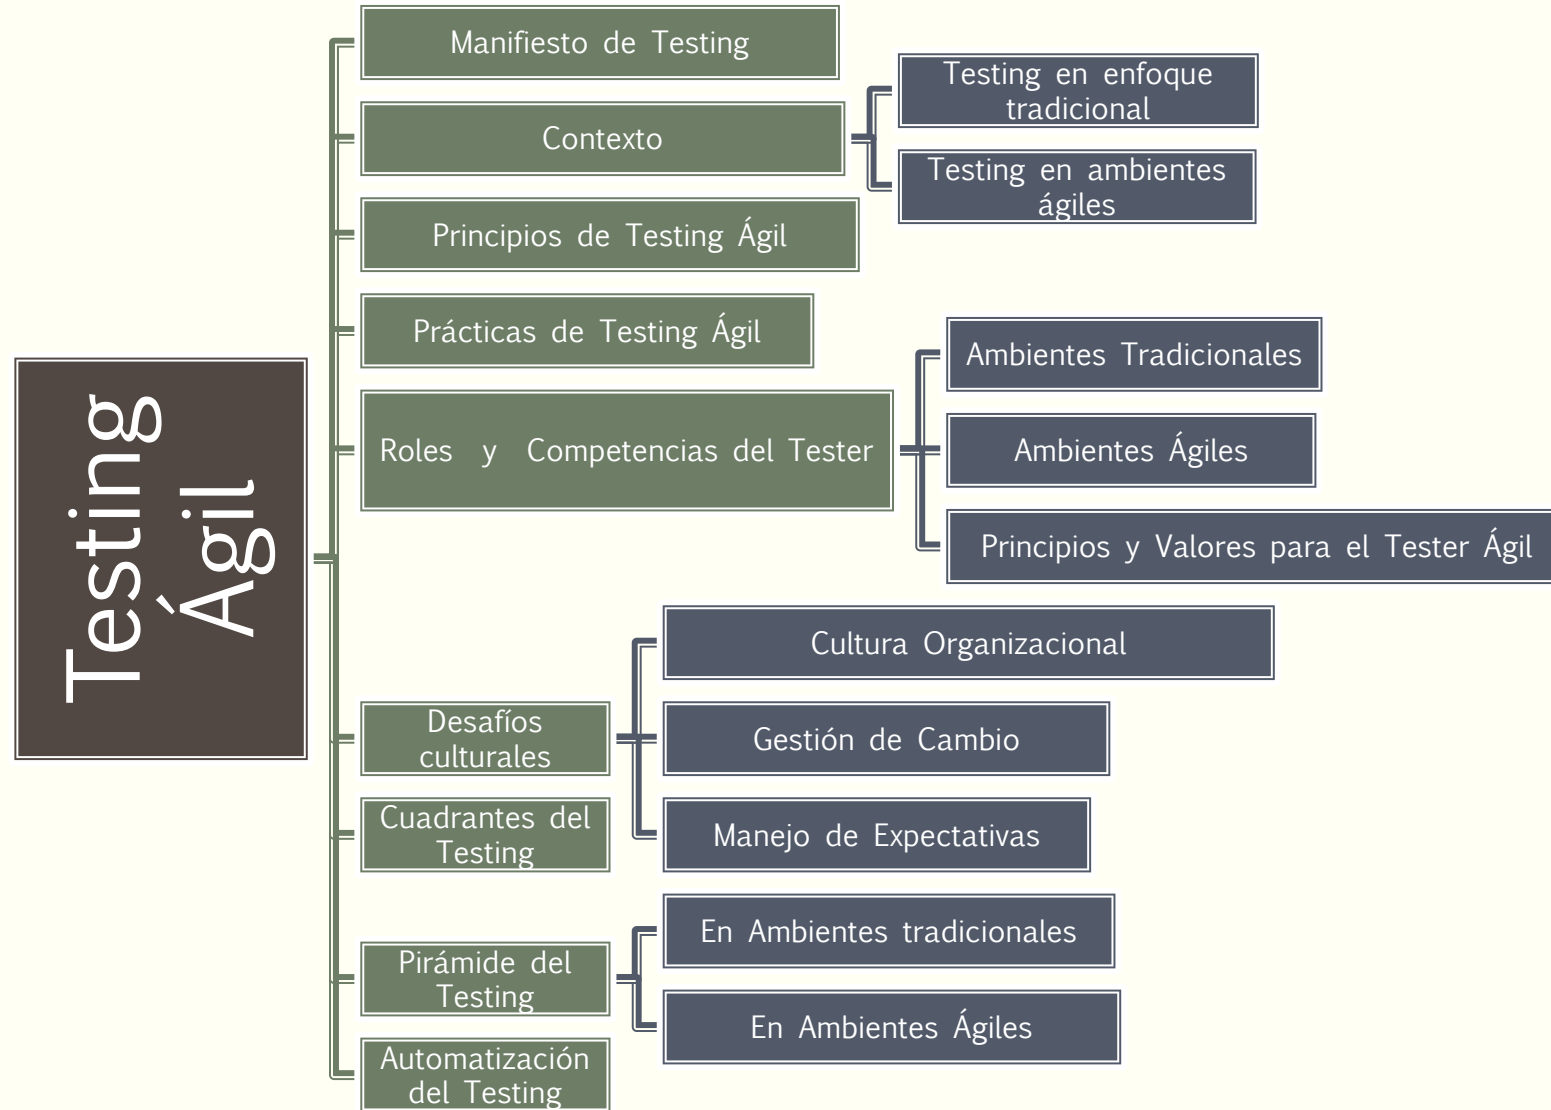 Testing
Ágil
Manifiesto de Testing
Contexto
Testing en enfoque
tradicional
Testing en ambientes
ágiles
Principios de Testing Ágil
Prácticas de Testing Ágil
Roles y Competencias del Tester
Ambientes Tradicionales
Ambientes Ágiles
Principios y Valores para el Tester Ágil
Desafíos
culturales
Cultura Organizacional
Gestión de Cambio
Manejo de Expectativas
Cuadrantes del
Testing
Pirámide del
Testing
En Ambientes tradicionales
En Ambientes Ágiles
Automatización
del Testing